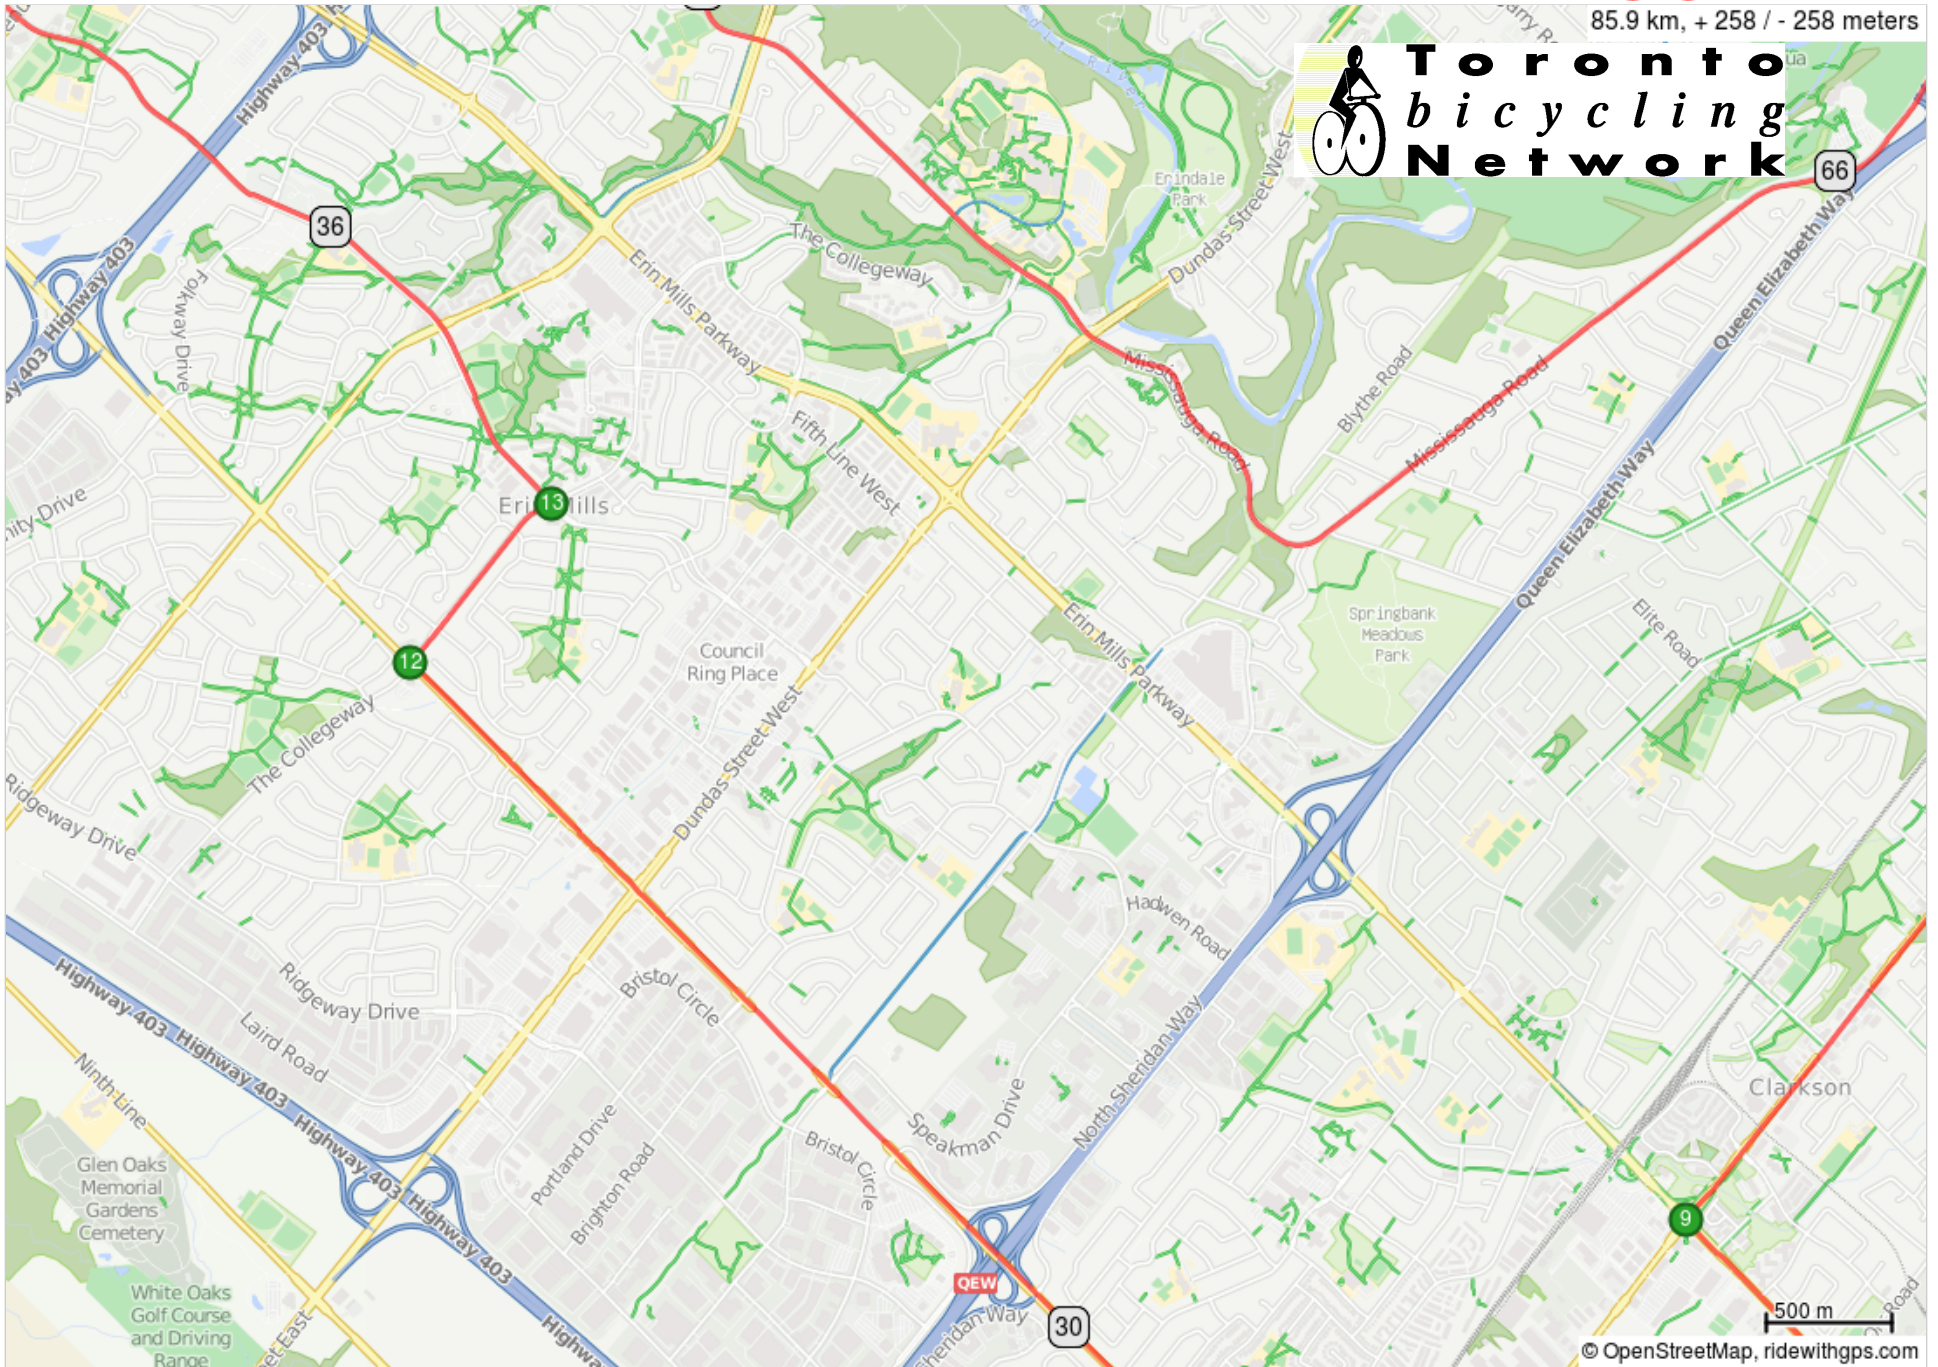 85.9 km, + 258 / - 258 meters
Toronto
bicycling
Network
Highway 403
66
Erindale
Park
36
Dundas Street West
The Collegeway
Highway 403
Erin Mills Parkway
Folkway Drive
Queen Elizabeth Way
Highway 403
Mississauga Road
Blythe Road
Mississauga Road
Fifth Line West
Queen Elizabeth Way
13
Erin Mills
Springbank
Meadows
Park
Elite Road
Erin Mills Parkway
12
Council
Ring Place
The Collegeway
Dundas Street West
Ridgeway Drive
Hadwen Road
Bristol Circle
Ridgeway Drive
Highway 403
Highway 403
Laird Road
North Sheridan Way
Ninth Line
Highway 403
Speakman Drive
Clarkson
Portland Drive
Brighton Road
Bristol Circle
Glen Oaks
Memorial
Gardens
Cemetery
Highway 403
9
QEW
White Oaks
Golf Course
and Driving
Range
30
500 m
Road
© OpenStreetMap, ridewithgps.com